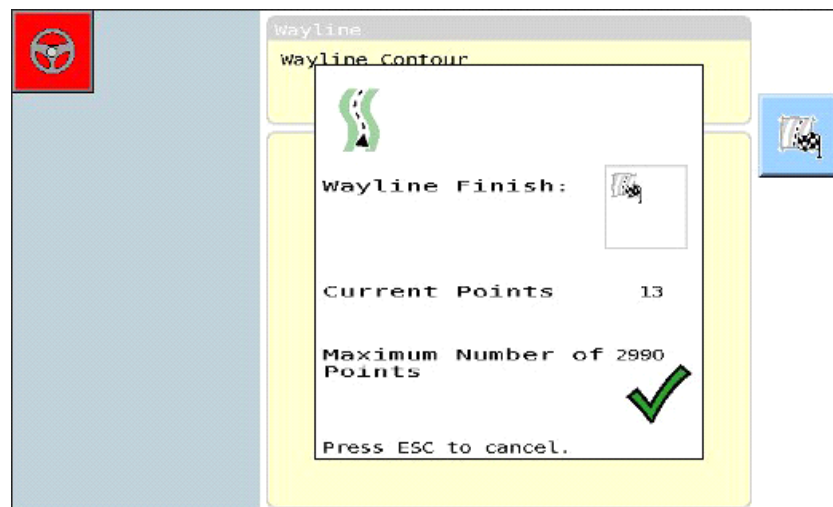 Wayline
Wayline Contour
Wayline Finish:
Current Points 13
Maximum Number of 2990
Points
Press ESC to cancel.